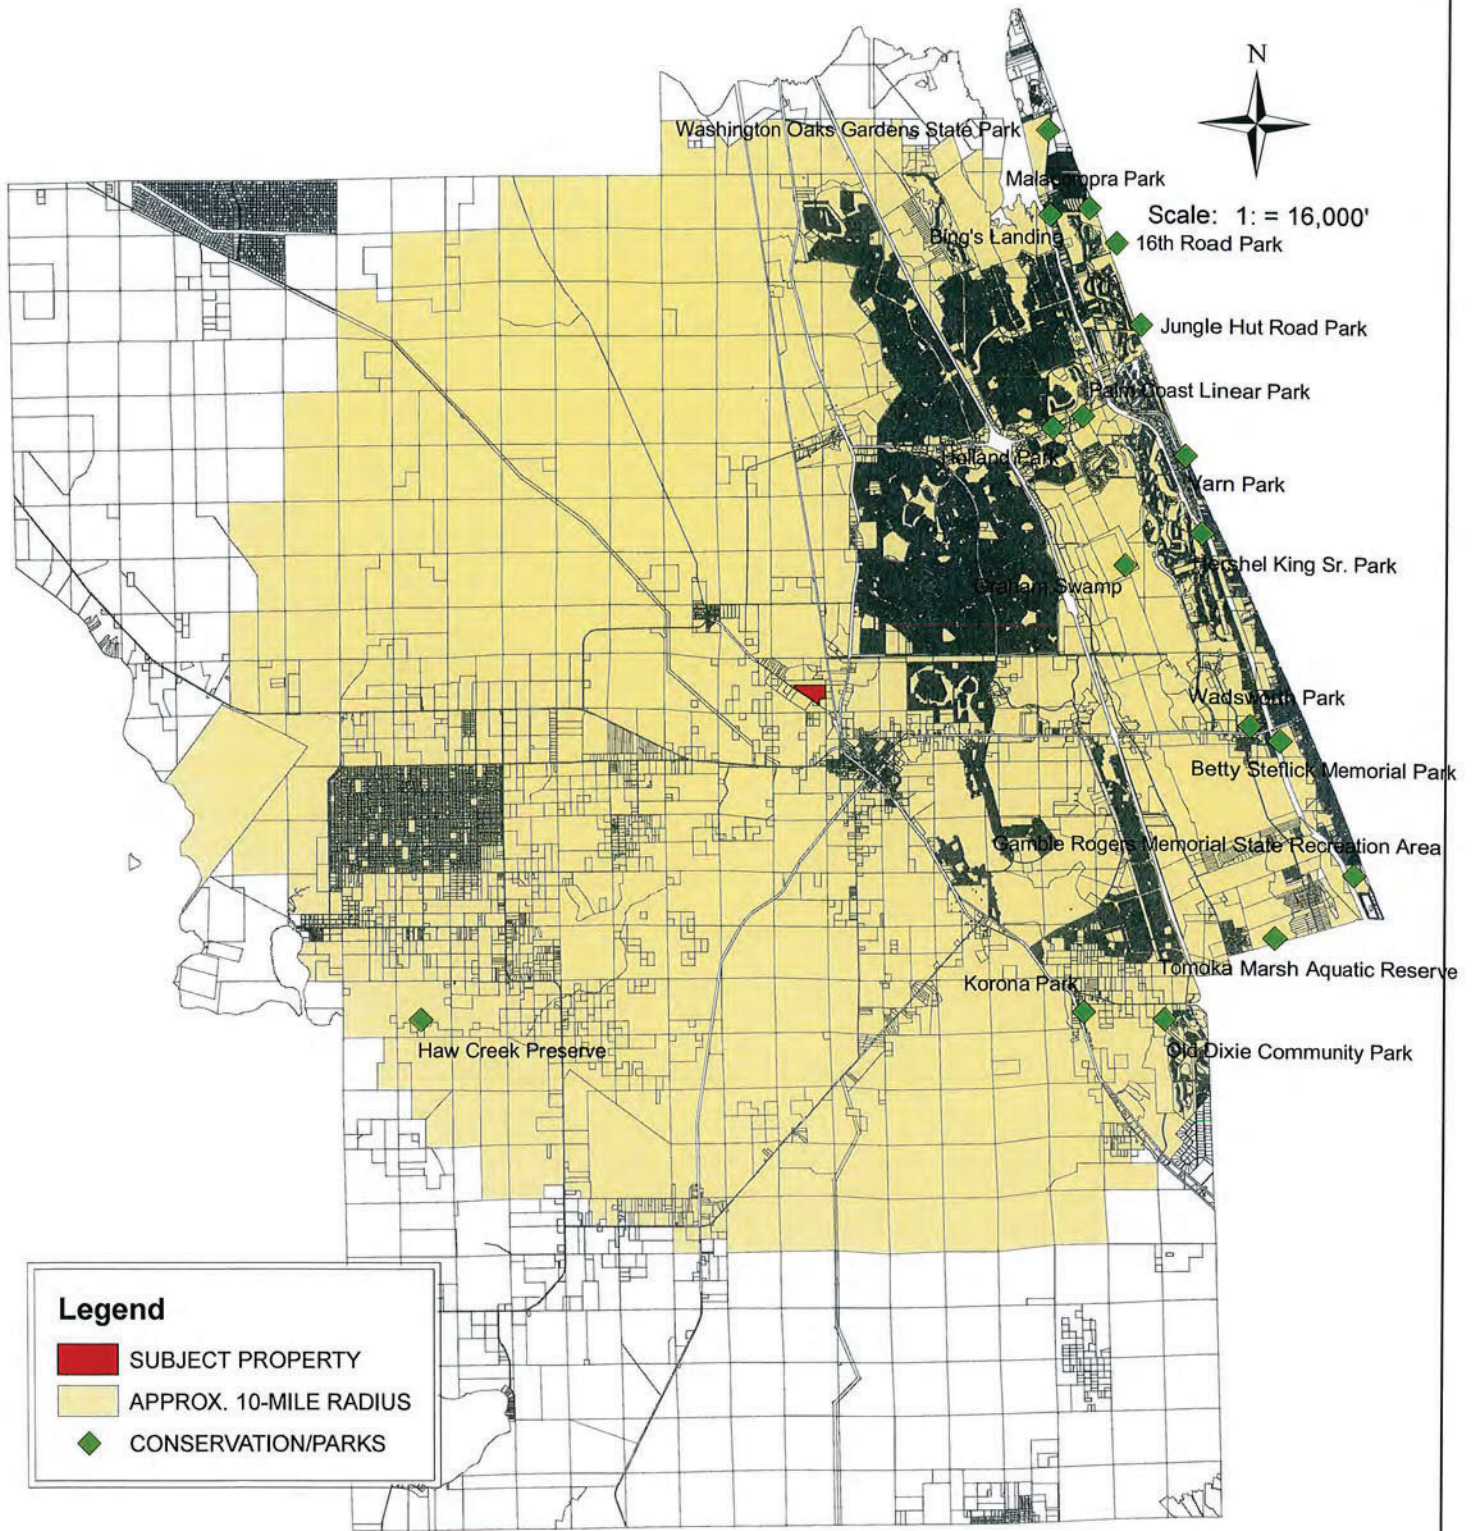 N
Washington Oaks Gardens State Park
Malacompra Park
Scale: 1: = 16,000'
Bing's Landing
16th Road Park
Jungle Hut Road Park
Palm Coast Linear Park
Holland Park
Varn Park
Hershel King Sr. Park
Graham Swamp
Wadsworth Park
Betty Steflick Memorial Park
Gamble Rogers Memorial State Recreation Area
Tomoka Marsh Aquatic Reserve
Korona Park
Haw Creek Preserve
Old Dixie Community Park
Legend
SUBJECT PROPERTY
APPROX. 10-MILE RADIUS
CONSERVATION/PARKS